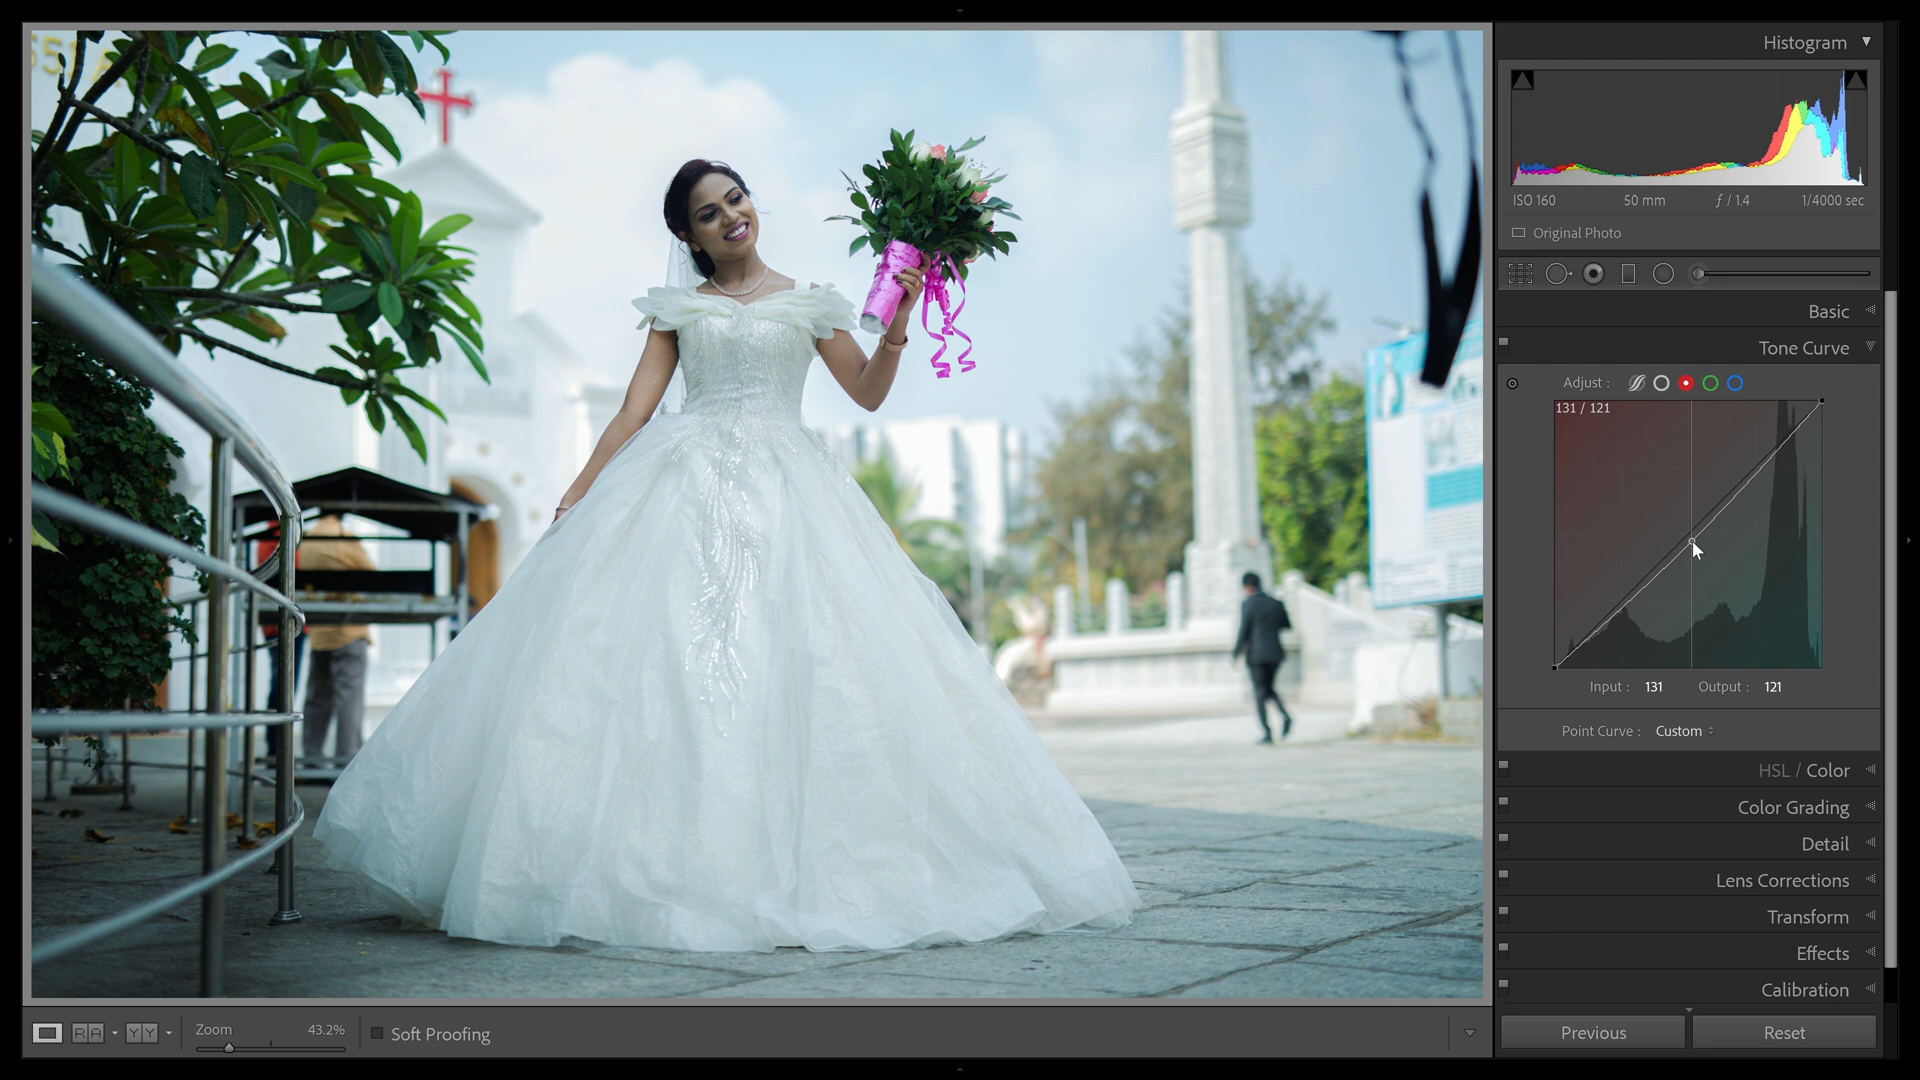 Histogram
ISO 160 50 mm ƒ / 1.4 1/4000 sec
Original Photo
Basic
Tone Curve
Adjust :
131 / 121
Input : 131 Output : 121
Point Curve : Custom
HSL / Color
Color Grading
Detail
Lens Corrections
Transform
Effects
Calibration
Previous Reset
R A Y Y Zoom 43.2% Soft Proofing